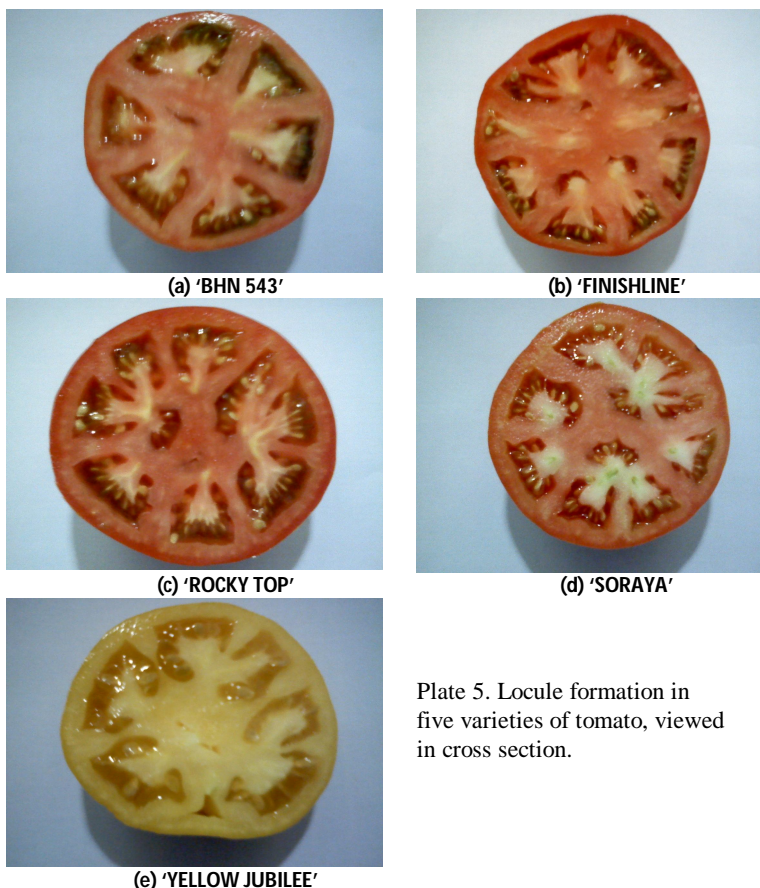 (a) ‘BHN 543’
(b) ‘FINISHLINE’
(c) ‘ROCKY TOP’
(d) ‘SORAYA’
Plate 5. Locule formation in
five varieties of tomato, viewed
in cross section.
(e) ‘YELLOW JUBILEE’